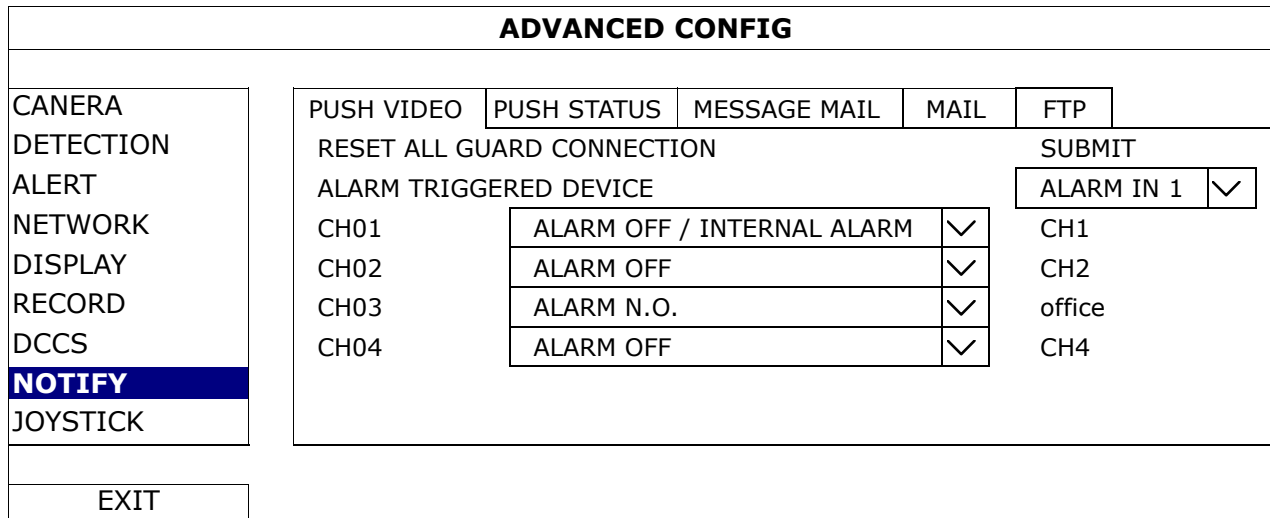 ADVANCED CONFIG
CANERA
DETECTION
ALERT
NETWORK
DISPLAY
RECORD
DCCS
NOTIFY
JOYSTICK
EXIT
PUSH VIDEO PUSH STATUS MESSAGE MAIL MAIL FTP
RESET ALL GUARD CONNECTION SUBMIT
ALARM TRIGGERED DEVICE ALARM IN 1
CH01 ALARM OFF / INTERNAL ALARM CH1
CH02 ALARM OFF CH2
CH03 ALARM N.O. office
CH04 ALARM OFF CH4